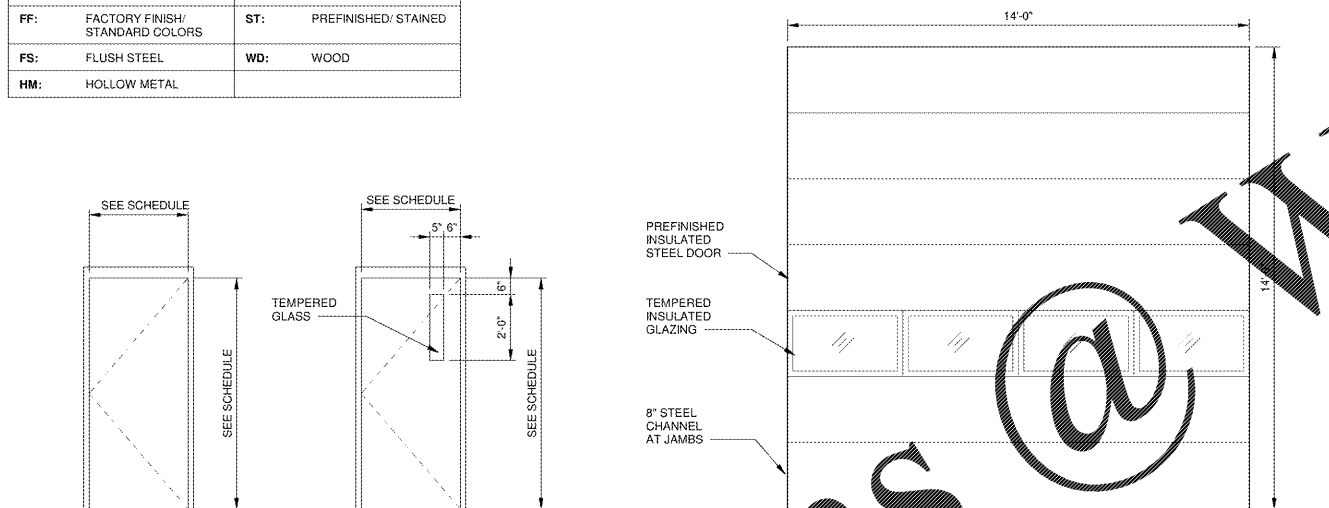 FF: FACTORY FINISH/ ST: PREFINISHED/ STAINED
STANDARD COLORS
FS: FLUSH STEEL WD: WOOD
HM: HOLLOW METAL
14'-0"
SEE SCHEDULE
SEE SCHEDULE
5" 6"
6"
2'-0"
TEMPERED
GLASS
SEE SCHEDULE
SEE SCHEDULE
PREFINISHED
INSULATED
STEEL DOOR
TEMPERED
INSULATED
GLAZING
8" STEEL
CHANNEL
AT JAMBS
@